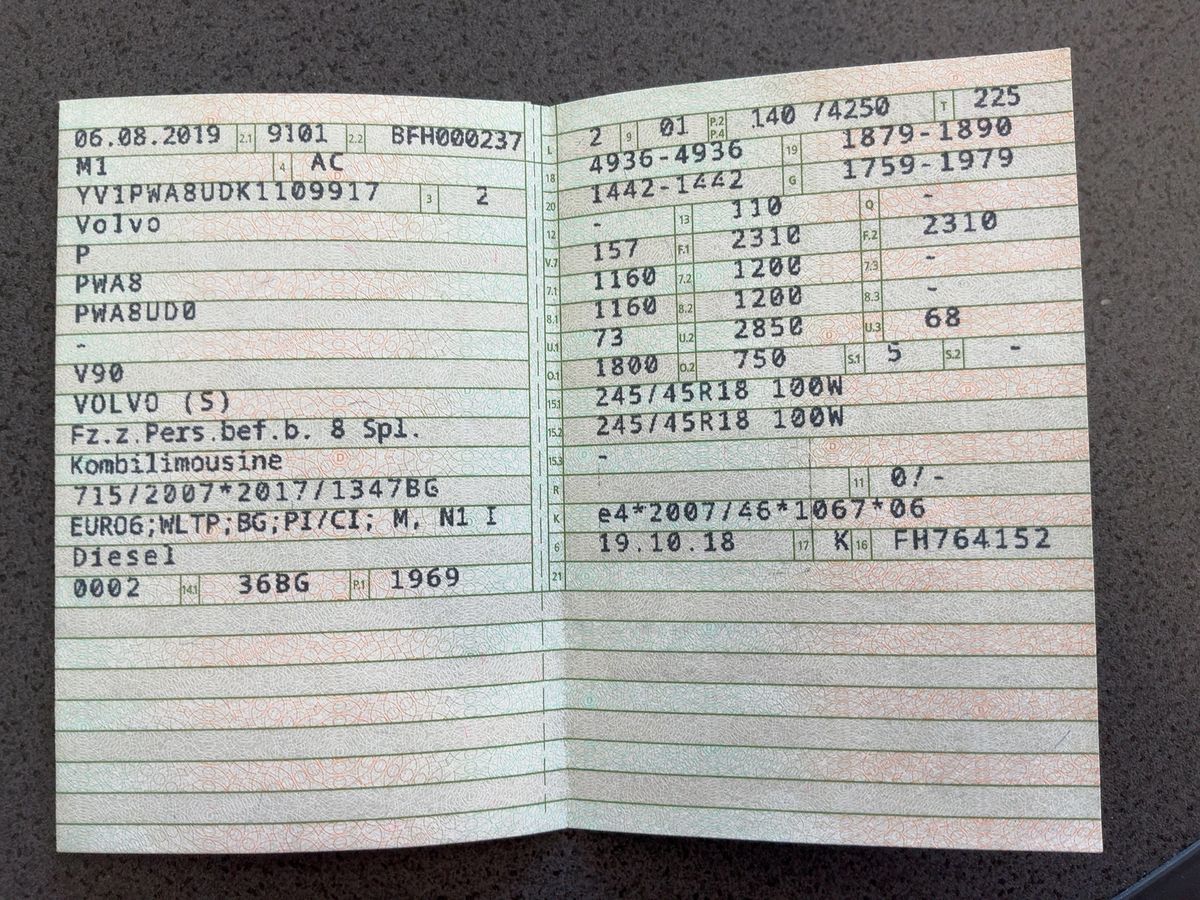 06.08.2019 2.1 9101 2.2 BFH000237
M1 4 AC
YV1PWA8UDK1109917 3 2
Volvo
P
PWA8
PWA8UD0
-
V90
VOLVO (S)
Fz.z.Pers.bef.b. 8 Spl.
Kombilimousine
715/2007*2017/1347BG
EURO6;WLTP;BG;PI/CI; M, N1 I
Diesel
0002 14.1 36BG P.1 1969
L 2 9 01 P.2 P.4 140 /4250 T 225
18 4936-4936 19 1879-1890
20 1442-1442 G 1759-1979
12 - 13 110 Q -
V.7 157 F.1 2310 F.2 2310
7.1 1160 7.2 1200 7.3 -
8.1 1160 8.2 1200 8.3 -
U.1 73 U.2 2850 U.3 68
O.1 1800 O.2 750 S.1 5 S.2 -
15.1 245/45R18 100W
15.2 245/45R18 100W
15.3 -
R 11 0/-
K e4*2007/46*1067*06
6 19.10.18 17 K 16 FH764152
21